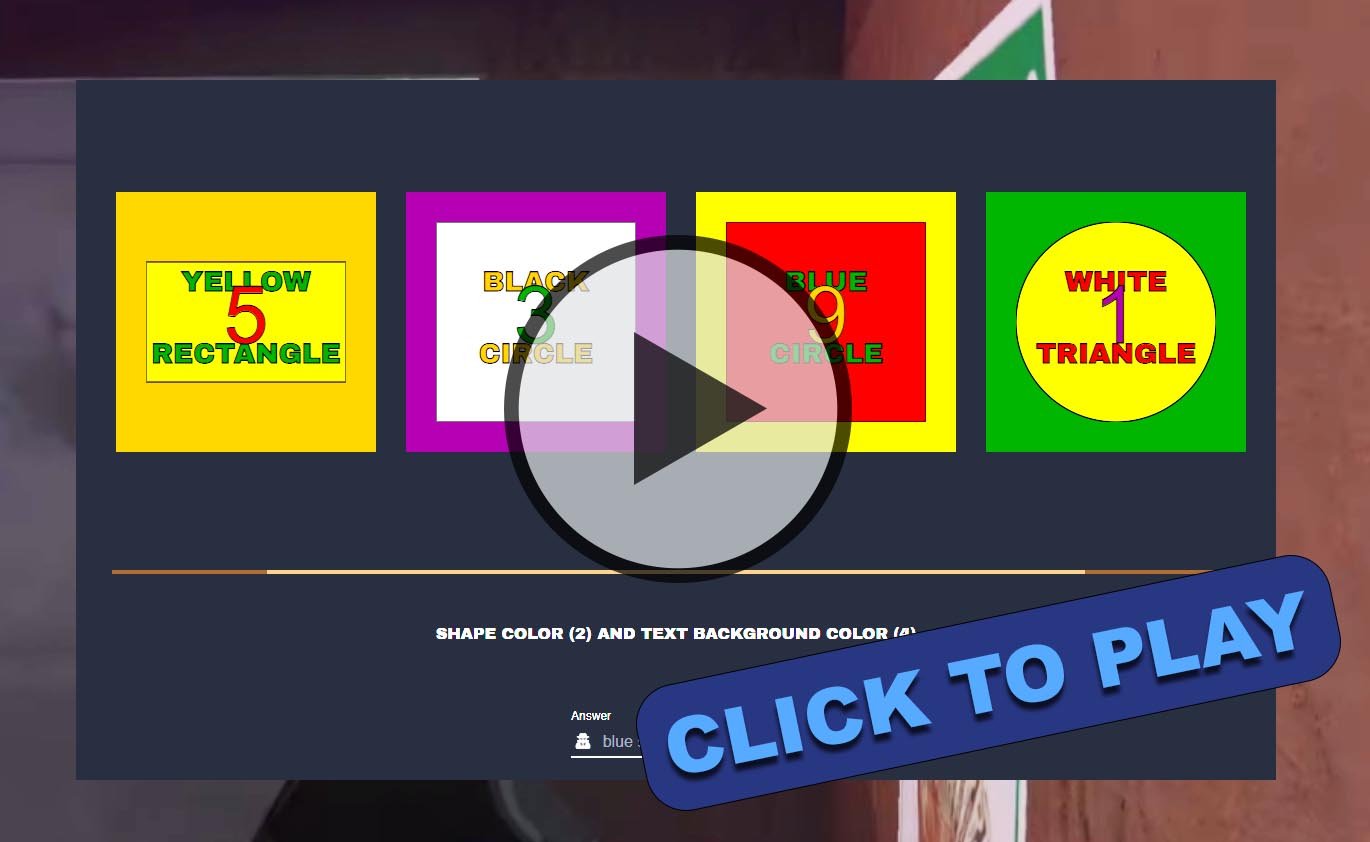 YELLOW
5
RECTANGLE
BLACK
3
CIRCLE
BLUE
9
CIRCLE
WHITE
1
TRIANGLE
SHAPE COLOR (2) AND TEXT BACKGROUND COLOR (4)
Answer
blue
CLICK TO PLAY